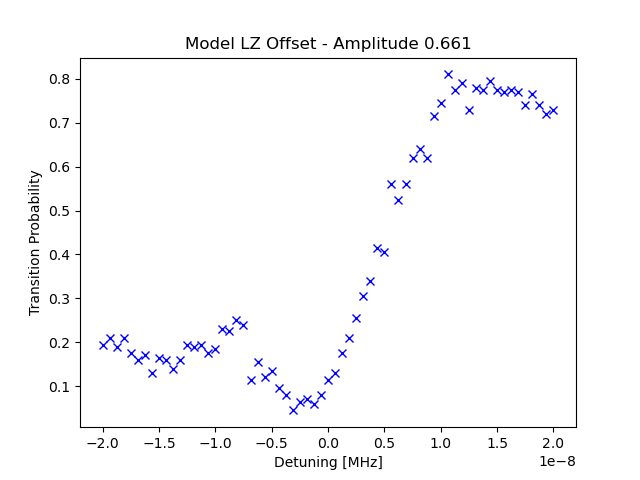 Model LZ Offset - Amplitude 0.661
Transition Probability
0.8
0.7
0.6
0.5
0.4
0.3
0.2
0.1
−2.0 −1.5 −1.0 −0.5 0.0 0.5 1.0 1.5 2.0
Detuning [MHz]
1e−8